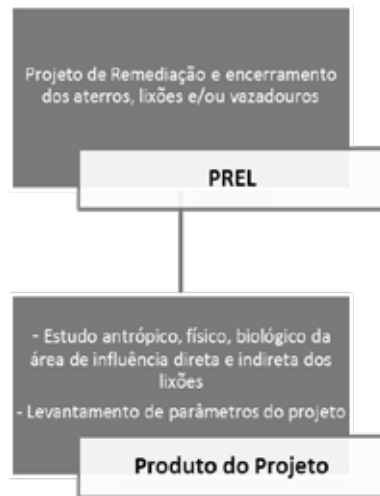 Projeto de Remediação e encerramento
dos aterros, lixões e/ou vazadouros
PREL
- Estudo antrópico, físico, biológico da
área de influência direta e indireta dos
lixões
- Levantamento de parâmetros do projeto
Produto do Projeto